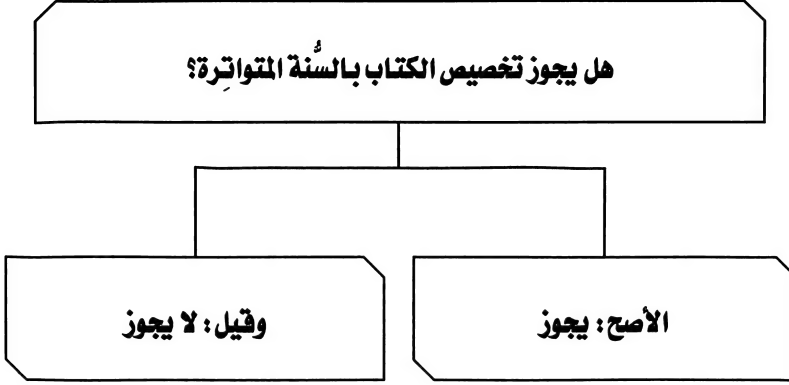 هل يجوز تخصيص الكتاب بالسُّنة المتواتِرة؟
الأصح: يجوز
وقيل: لا يجوز